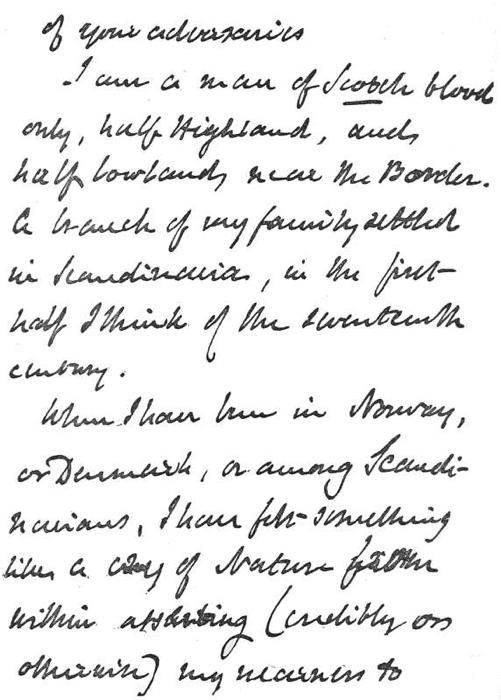 of your adversaries
I am a man of Scotch blood
only, half Highland, and
half Lowland, near the Border.
A branch of my family settled
in Scandinavia, in the first
half I think of the seventeenth
century.
When I have been in Norway,
or Denmark, or among Scandi-
navians, I have felt something
like a cry of Nature from
within asserting (credibly or
otherwise) my nearness to